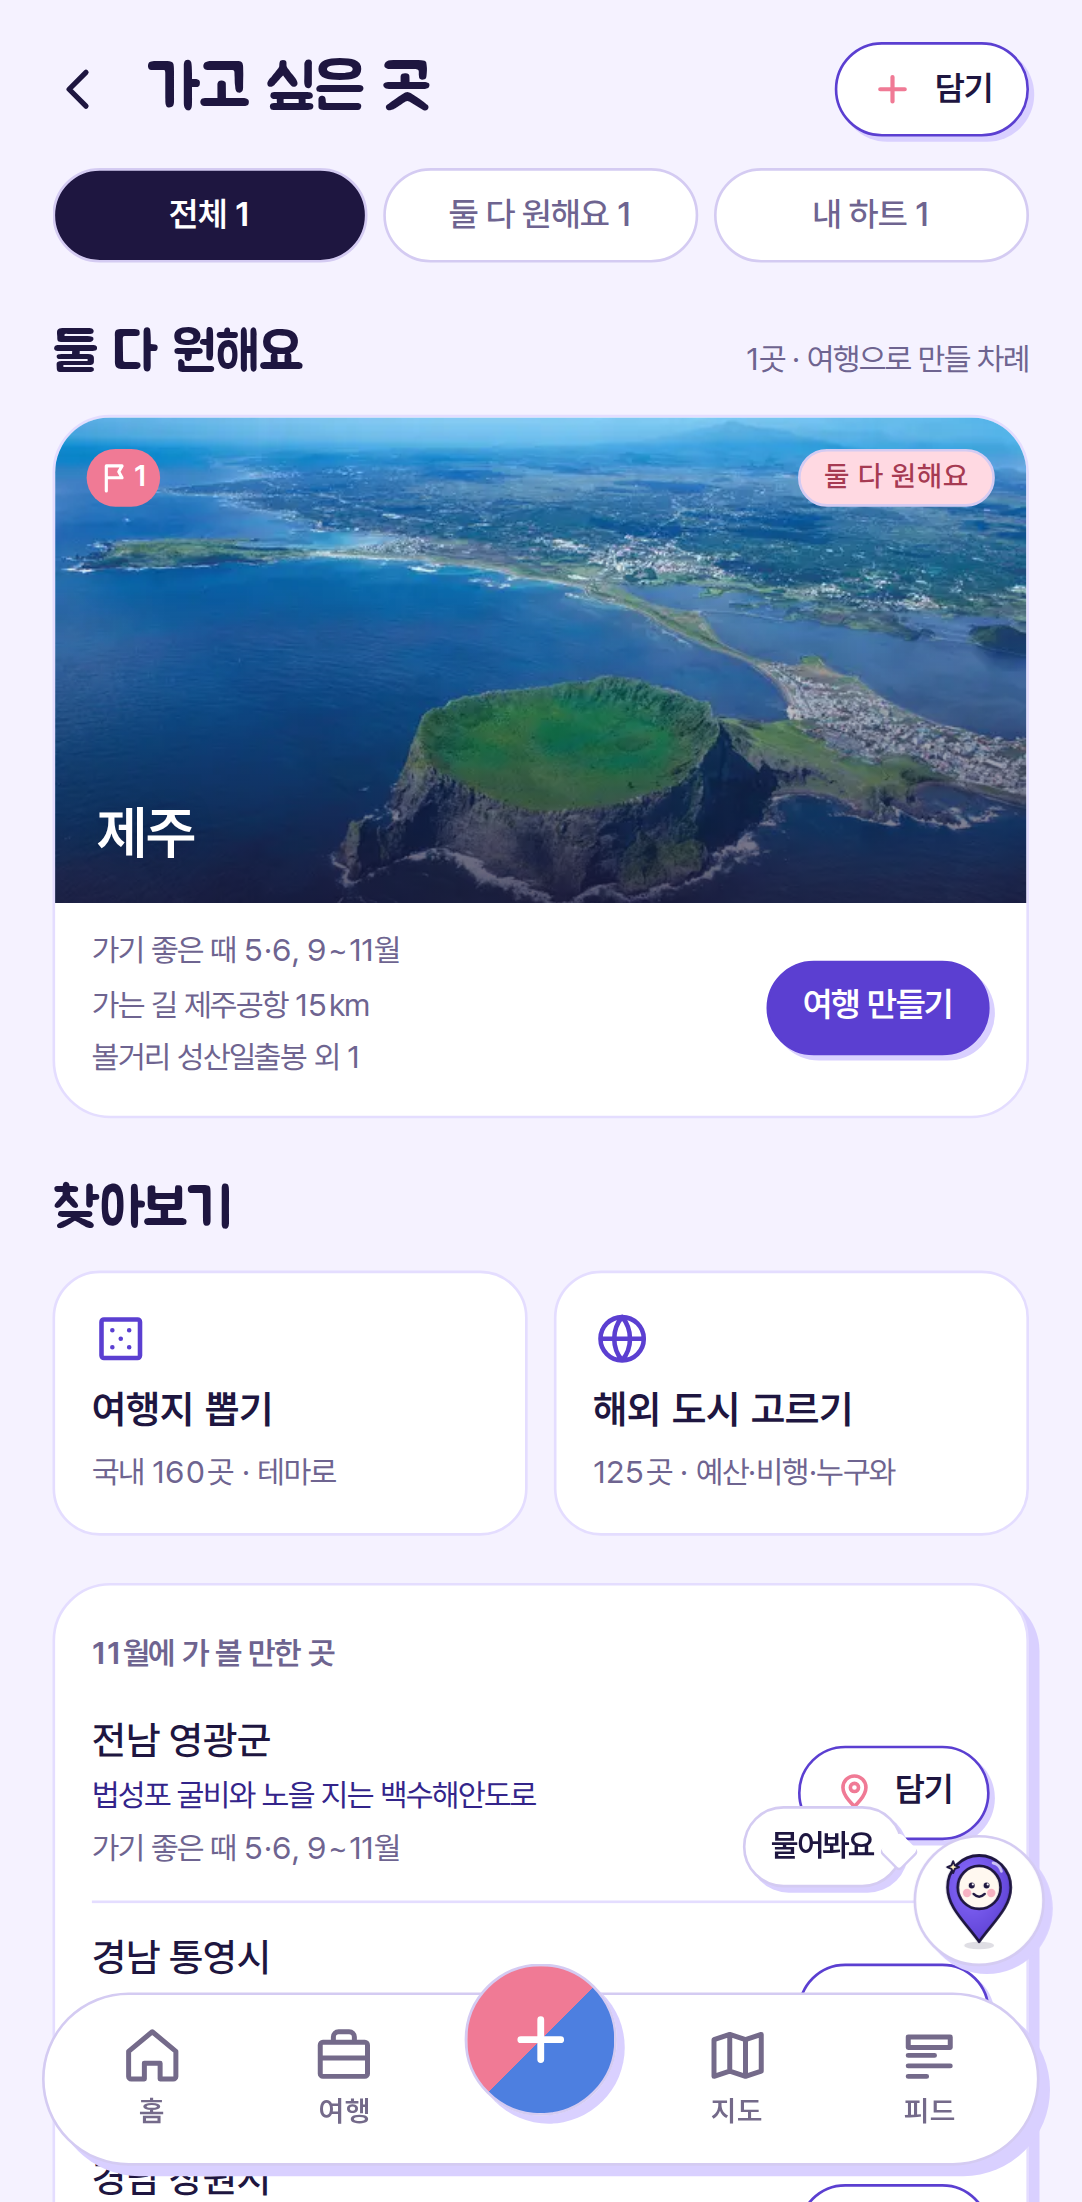 가고 싶은 곳
담기
전체 1
둘 다 원해요 1
내 하트 1
둘 다 원해요
1곳 · 여행으로 만들 차례
1
둘 다 원해요
제주
가기 좋은 때 5·6, 9~11월
가는 길 제주공항 15km
볼거리 성산일출봉 외 1
여행 만들기
찾아보기
여행지 뽑기
국내 160곳 · 테마로
해외 도시 고르기
125곳 · 예산·비행·누구와
11월에 가 볼 만한 곳
전남 영광군
법성포 굴비와 노을 지는 백수해안도로
가기 좋은 때 5·6, 9~11월
담기
물어봐요
경남 통영시
홈
여행
지도
피드